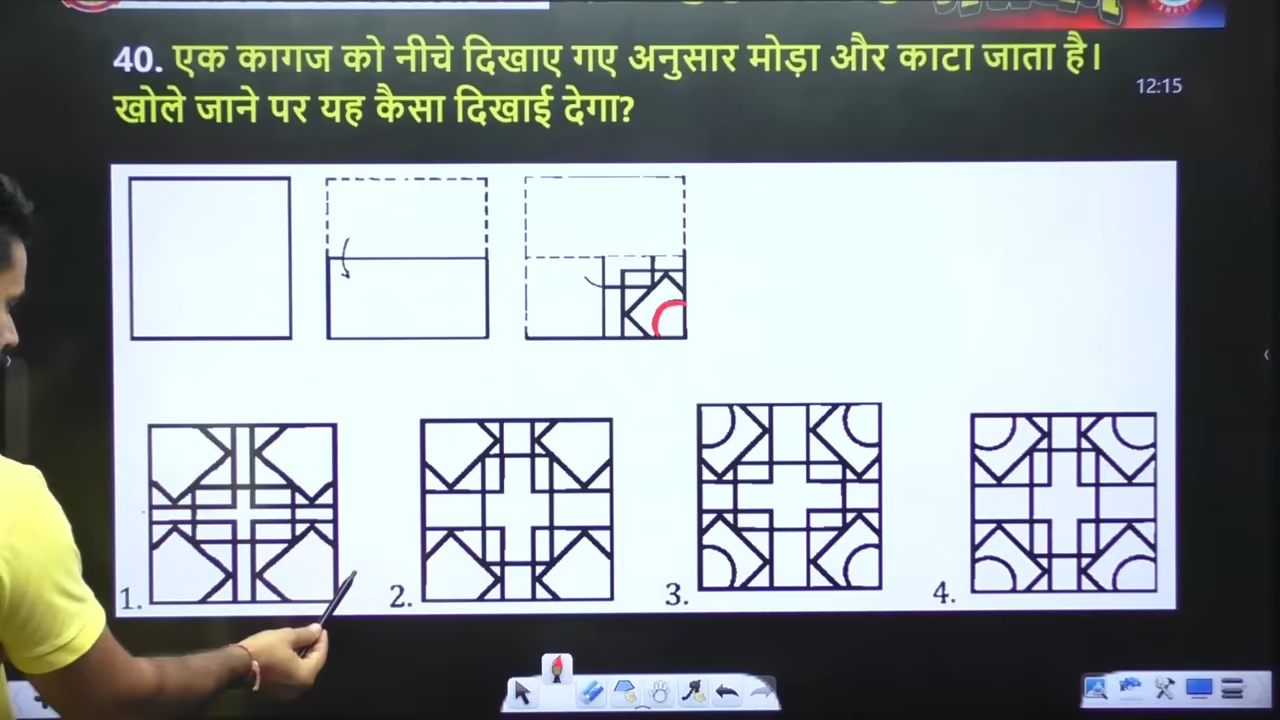 40. एक कागज को नीचे दिखाए गए अनुसार मोड़ा और काटा जाता है।
12:15
खोले जाने पर यह कैसा दिखाई देगा?
1.
2.
3.
4.